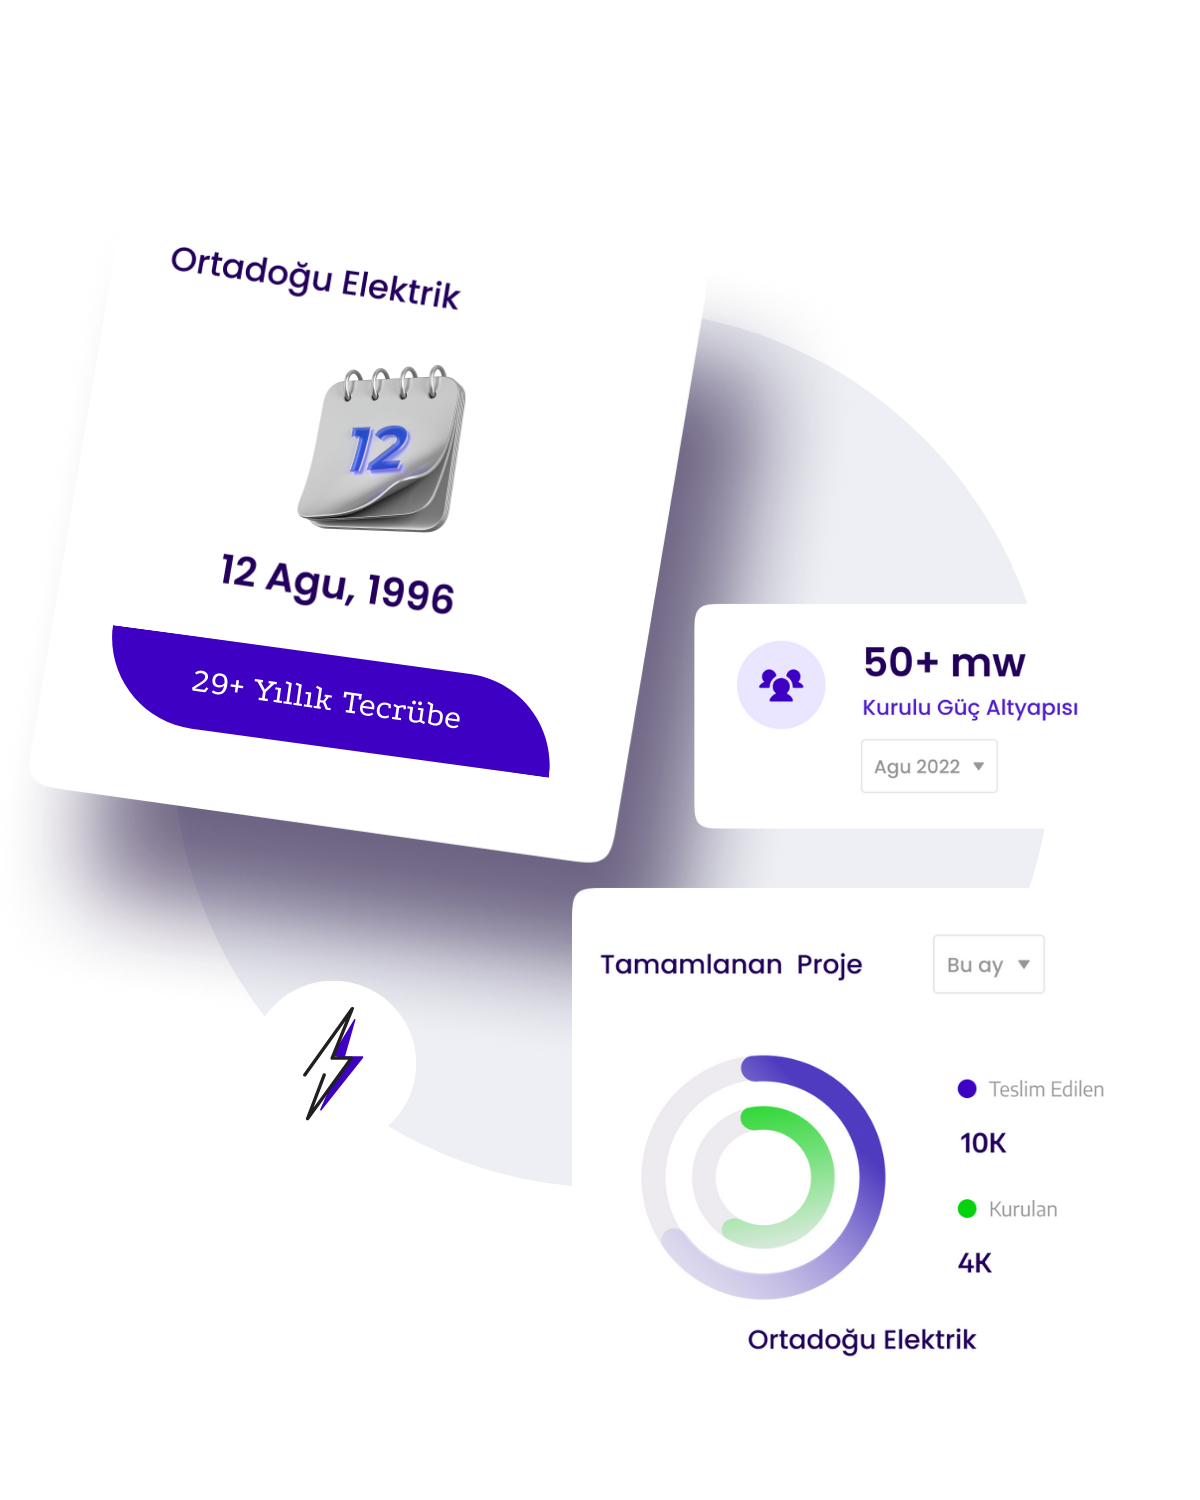 Ortadoğu Elektrik
12
12 Agu, 1996
29+ Yıllık Tecrübe
50+ mw
Kurulu Güç Altyapısı
Agu 2022
Tamamlanan Proje
Bu ay
Teslim Edilen
10K
Kurulan
4K
Ortadoğu Elektrik